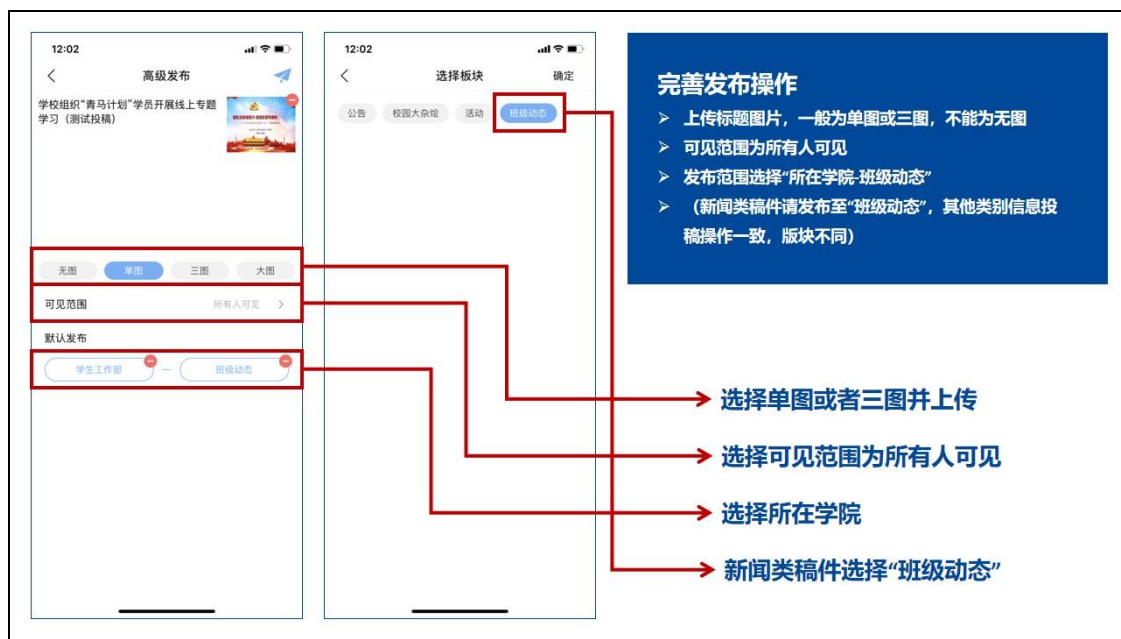 12:02
高级发布
学校组织“青马计划”学员开展线上专题
学习（测试投稿）
无图
单图
三图
大图
可见范围
所有人可见
默认发布
学生工作部
—
班级动态
12:02
选择板块
确定
公告
校园大杂烩
活动
班级动态
完善发布操作
➢ 上传标题图片，一般为单图或三图，不能为无图
➢ 可见范围为所有人可见
➢ 发布范围选择“所在学院-班级动态”
➢ （新闻类稿件请发布至“班级动态”，其他类别信息投
稿操作一致，版块不同）
选择单图或者三图并上传
选择可见范围为所有人可见
选择所在学院
新闻类稿件选择“班级动态”